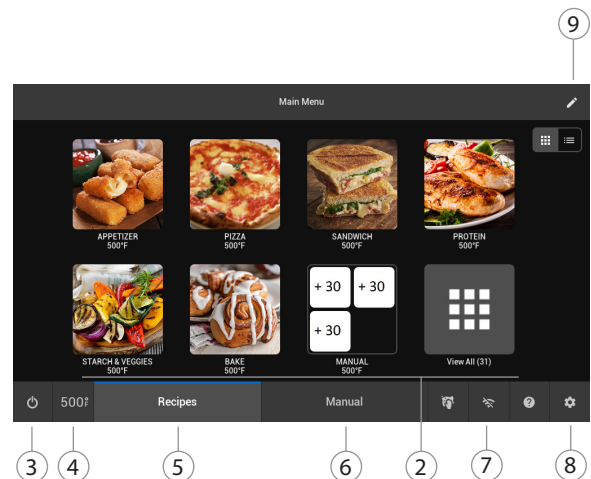 9
Main Menu
APPETIZER
500°F
PIZZA
500°F
SANDWICH
500°F
PROTEIN
500°F
+ 30 + 30
+ 30
STARCH & VEGGIES
500°F
BAKE
500°F
MANUAL
500°F
View All (31)
500°F
Recipes
Manual
?
3
4
5
6
2
7
8